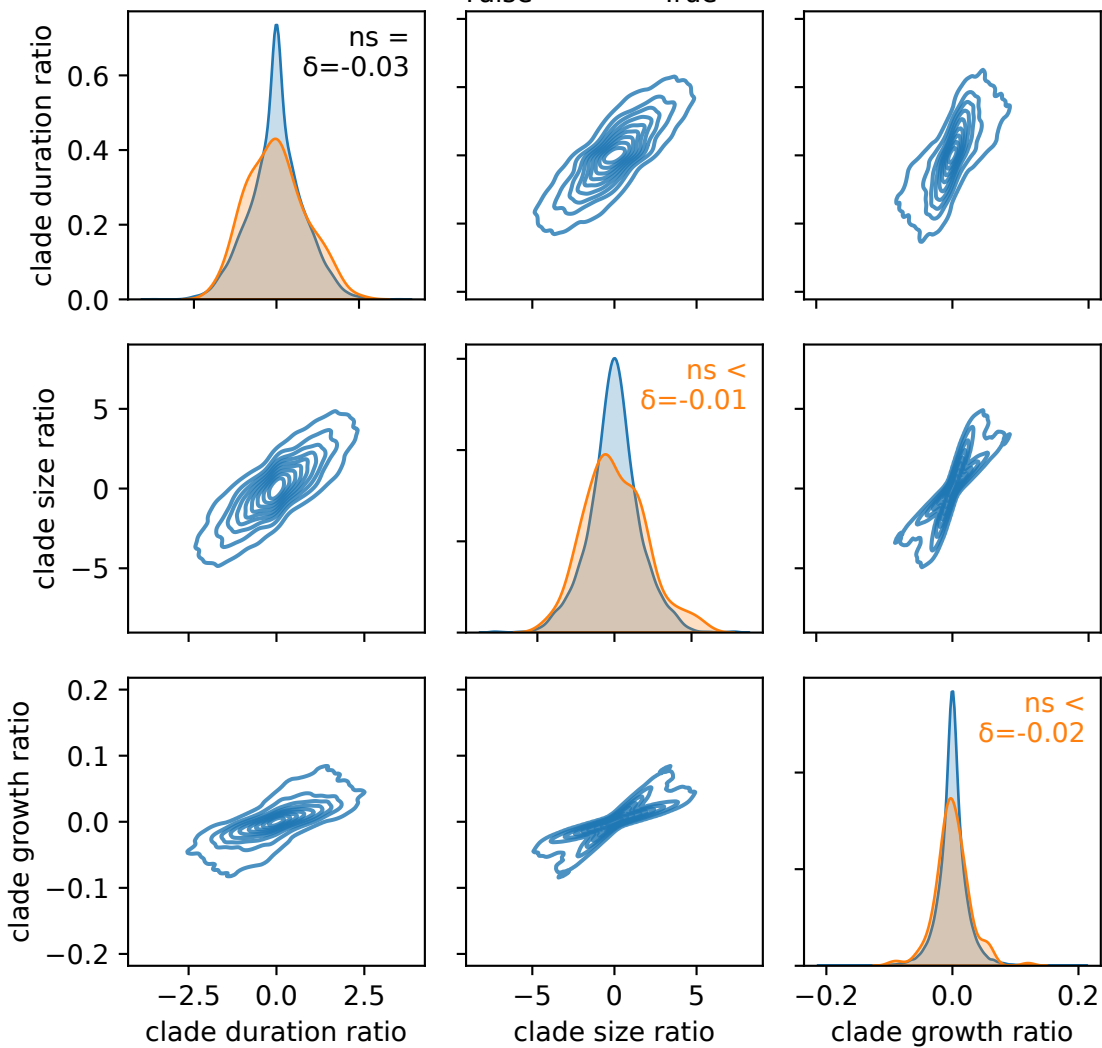 clade duration ratio
0.6
0.4
0.2
0.0
ns =
δ=-0.03
clade size ratio
5
0
−5
ns <
δ=-0.01
clade growth ratio
0.2
0.1
0.0
−0.1
−0.2
ns <
δ=-0.02
−2.5 0.0 2.5
−5 0 5
−0.2 0.0 0.2
clade duration ratio
clade size ratio
clade growth ratio